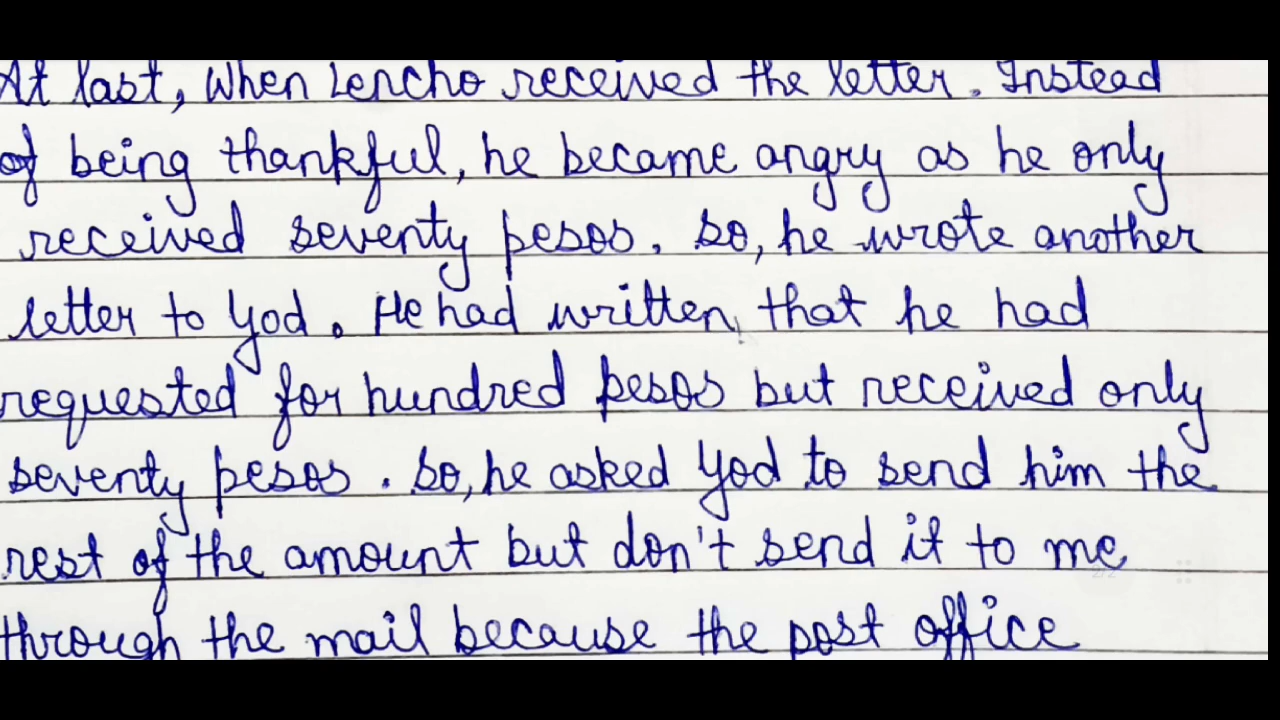 At last, when Lencho received the letter. Instead
of being thankful, he became angry as he only
received seventy pesos. So, he wrote another
letter to God. He had written, that he had
requested for hundred pesos but received only
seventy pesos. So, he asked God to send him the
rest of the amount but don't send it to me
through the mail because the post office